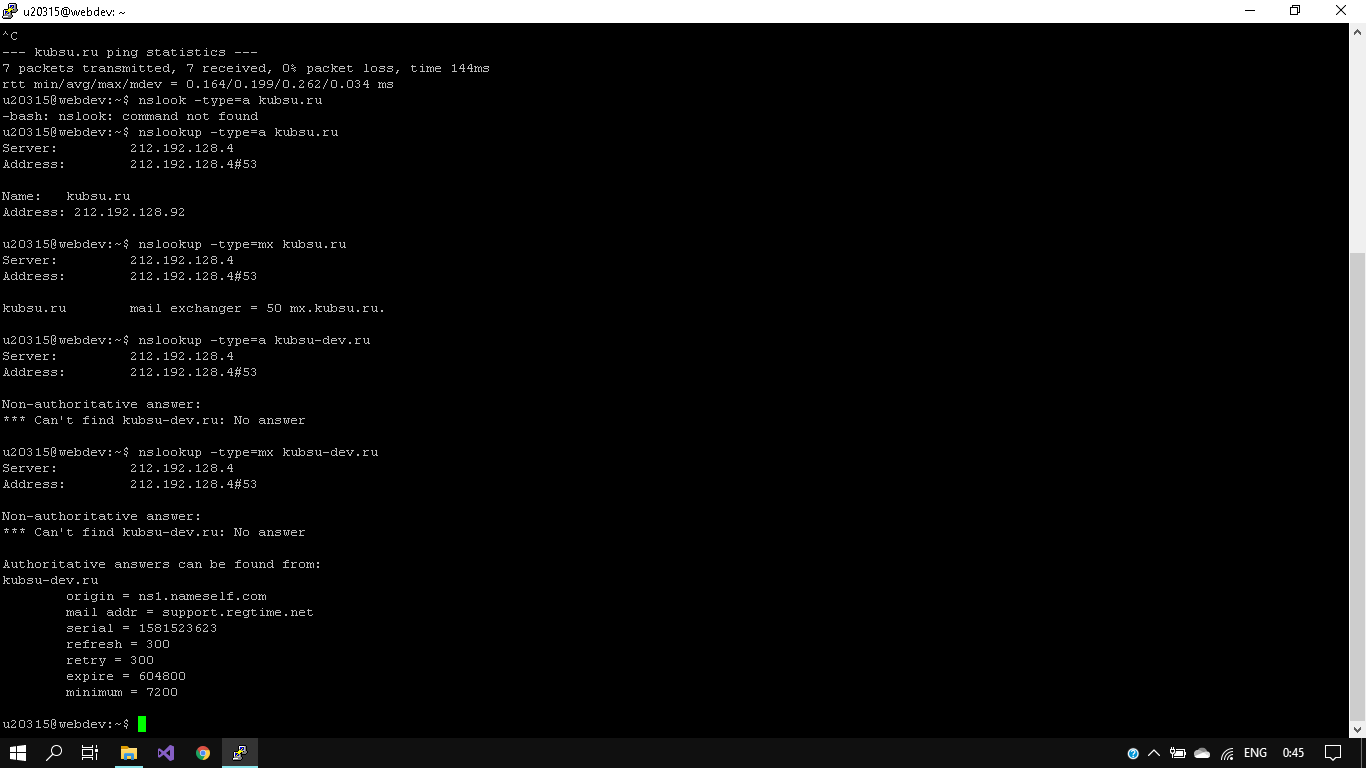 u20315@webdev: ~
^C
--- kubsu.ru ping statistics ---
7 packets transmitted, 7 received, 0% packet loss, time 144ms
rtt min/avg/max/mdev = 0.164/0.199/0.262/0.034 ms
u20315@webdev:~$ nslook -type=a kubsu.ru
-bash: nslook: command not found
u20315@webdev:~$ nslookup -type=a kubsu.ru
Server:         212.192.128.4
Address:        212.192.128.4#53
Name:   kubsu.ru
Address: 212.192.128.92
u20315@webdev:~$ nslookup -type=mx kubsu.ru
Server:         212.192.128.4
Address:        212.192.128.4#53
kubsu.ru        mail exchanger = 50 mx.kubsu.ru.
u20315@webdev:~$ nslookup -type=a kubsu-dev.ru
Server:         212.192.128.4
Address:        212.192.128.4#53
Non-authoritative answer:
*** Can't find kubsu-dev.ru: No answer
u20315@webdev:~$ nslookup -type=mx kubsu-dev.ru
Server:         212.192.128.4
Address:        212.192.128.4#53
Non-authoritative answer:
*** Can't find kubsu-dev.ru: No answer
Authoritative answers can be found from:
kubsu-dev.ru
        origin = ns1.nameself.com
        mail addr = support.regtime.net
        serial = 1581523623
        refresh = 300
        retry = 300
        expire = 604800
        minimum = 7200
u20315@webdev:~$
ENG 0:45